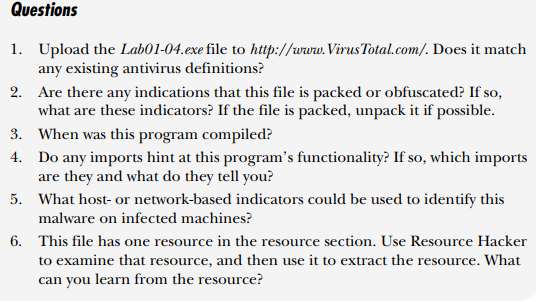 Questions
1. Upload the Lab01-04.exe file to http://www.VirusTotal.com/. Does it match
any existing antivirus definitions?
2. Are there any indications that this file is packed or obfuscated? If so,
what are these indicators? If the file is packed, unpack it if possible.
3. When was this program compiled?
4. Do any imports hint at this program's functionality? If so, which imports
are they and what do they tell you?
5. What host- or network-based indicators could be used to identify this
malware on infected machines?
6. This file has one resource in the resource section. Use Resource Hacker
to examine that resource, and then use it to extract the resource. What
can you learn from the resource?